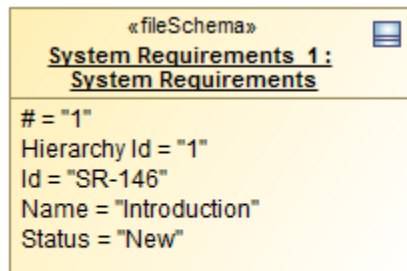 «fileSchema»
System Requirements 1 :
System Requirements
# = "1"
Hierarchy Id = "1"
Id = "SR-146"
Name = "Introduction"
Status = "New"